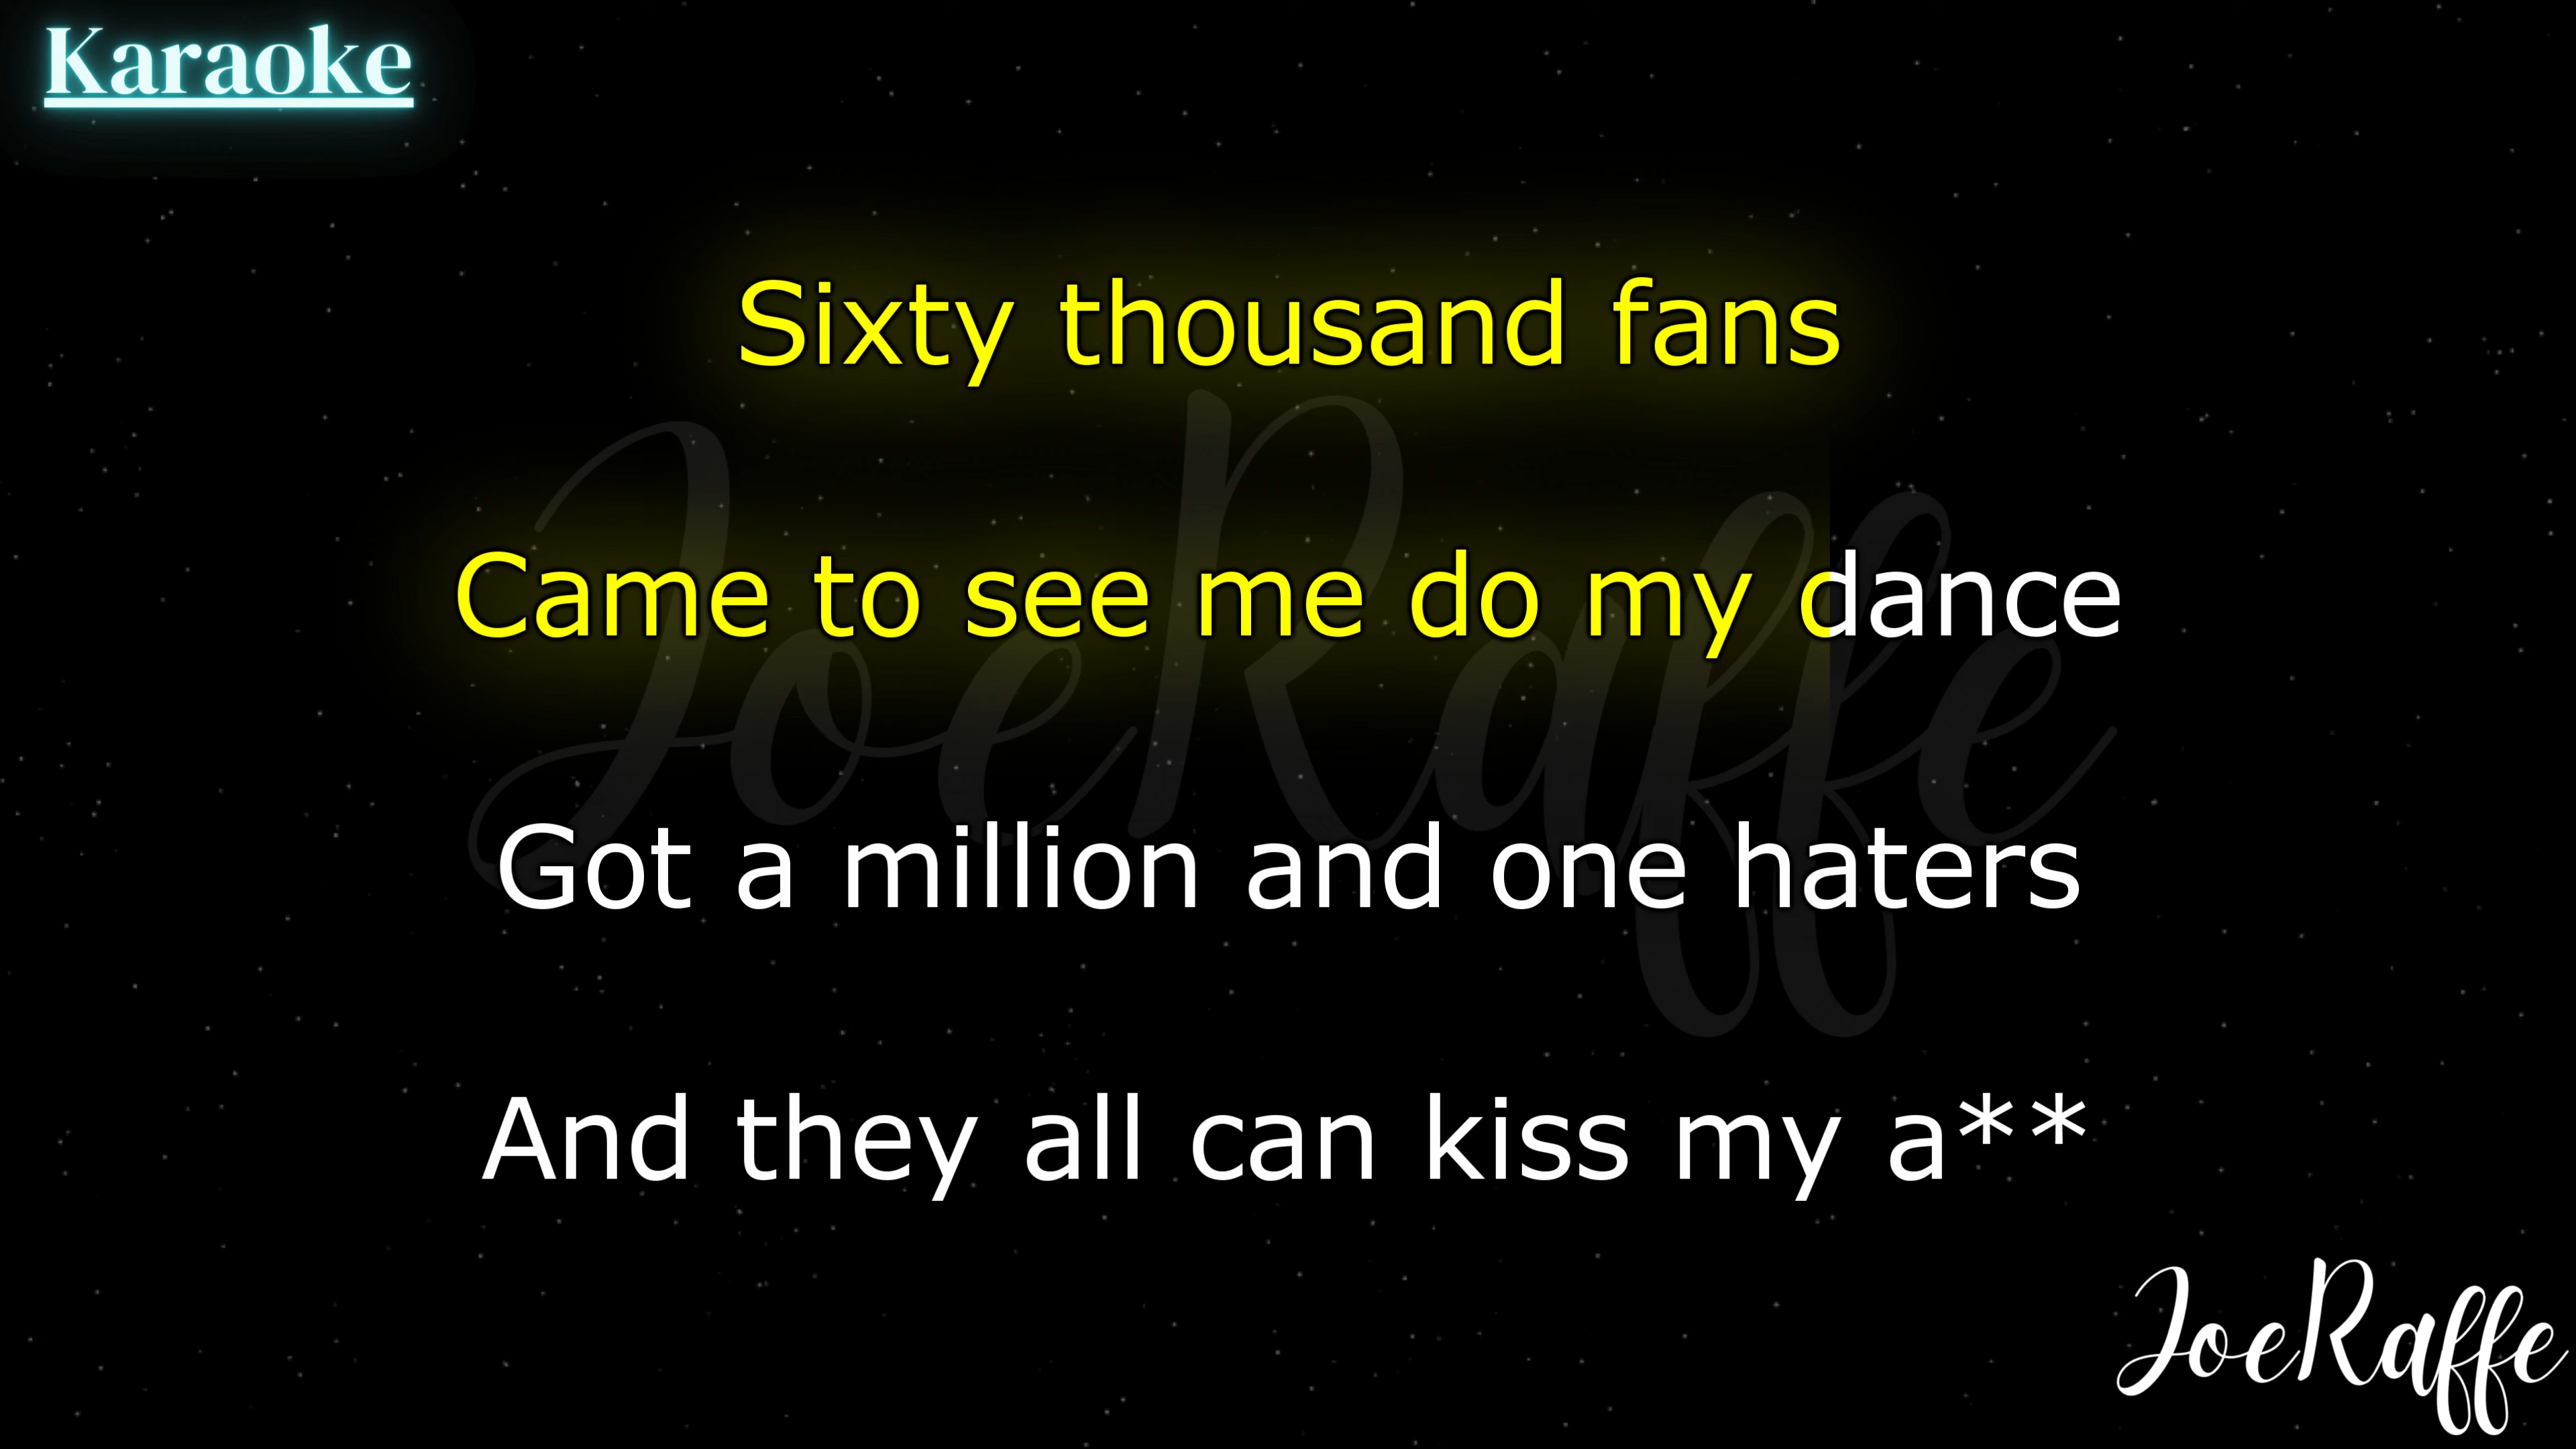 Karaoke
Sixty thousand fans
Came to see me do my dance
Got a million and one haters
And they all can kiss my a**
JoeRaffe
JoeRaffe